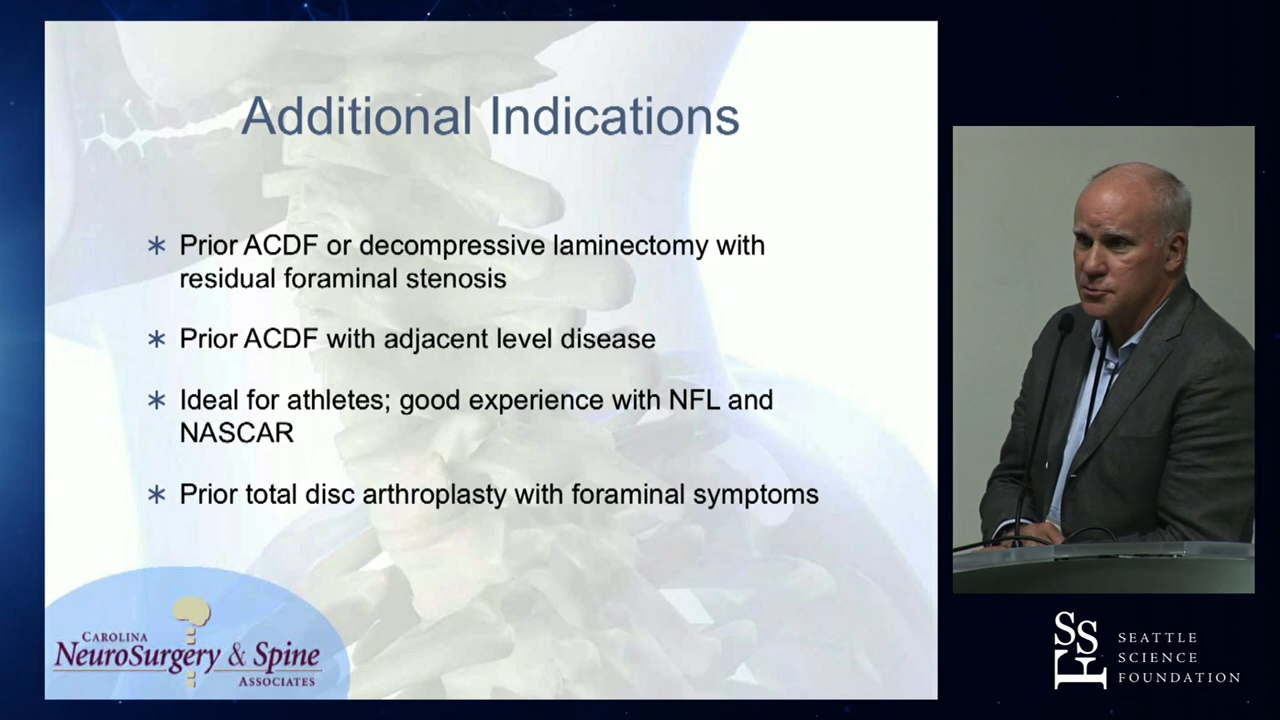 Additional Indications
Prior ACDF or decompressive laminectomy with
residual foraminal stenosis
Prior ACDF with adjacent level disease
Ideal for athletes; good experience with NFL and
NASCAR
Prior total disc arthroplasty with foraminal symptoms
CAROLINA
NEUROSURGERY & SPINE
ASSOCIATES
SSF
SEATTLE
SCIENCE
FOUNDATION